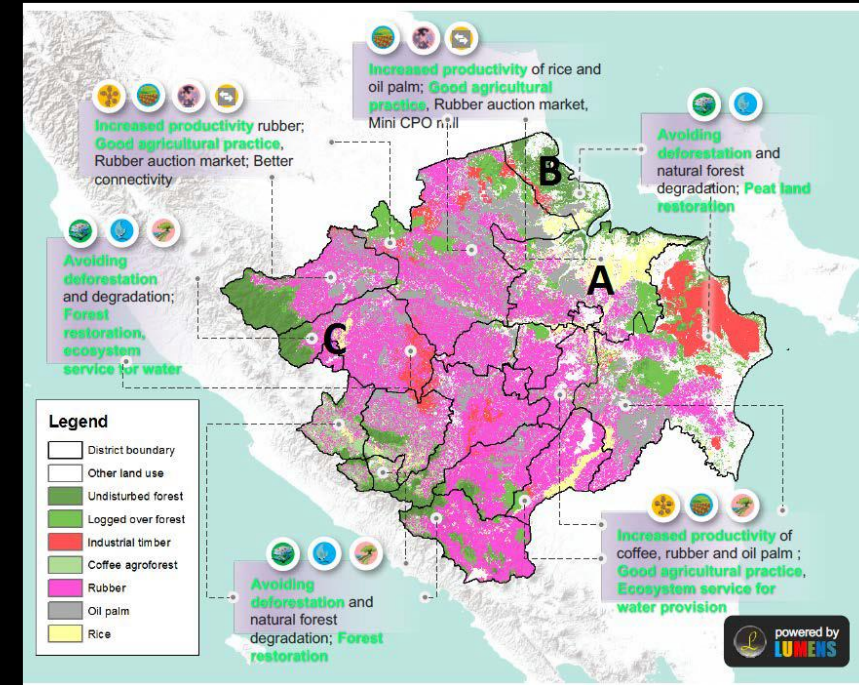 Increased productivity of rice and
oil palm; Good agricultural
practice, Rubber auction market,
Mini CPO mill
Increased productivity rubber;
Good agricultural practice,
Rubber auction market; Better
connectivity
Avoiding
deforestation and
natural forest
degradation; Peat land
restoration
B
A
C
Avoiding
deforestation
and degradation;
Forest
restoration,
ecosystem
service for water
Legend
District boundary
Other land use
Undisturbed forest
Logged over forest
Industrial timber
Coffee agroforest
Rubber
Oil palm
Rice
Avoiding
deforestation and
natural forest
degradation; Forest
restoration
Increased productivity of
coffee, rubber and oil palm ;
Good agricultural practice,
Ecosystem service for
water provision
L
powered by
LUMENS